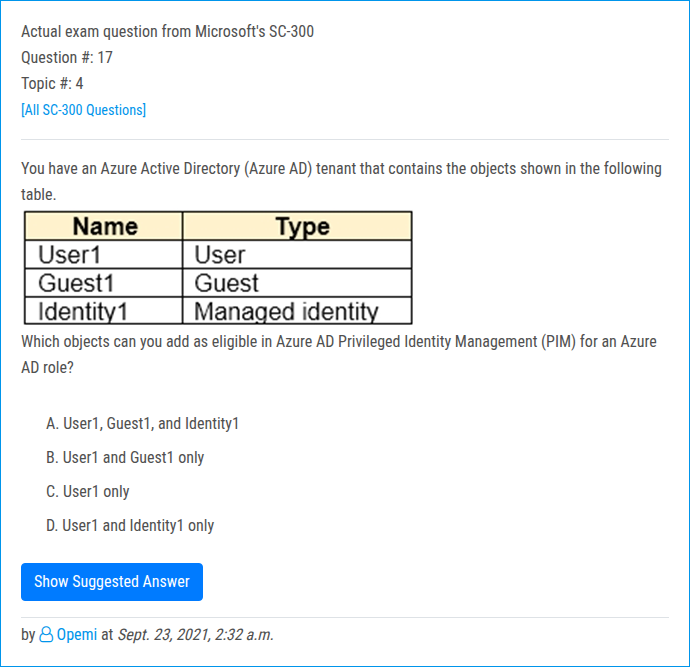 Actual exam question from Microsoft's SC-300
Question #: 17
Topic #: 4
[All SC-300 Questions]
You have an Azure Active Directory (Azure AD) tenant that contains the objects shown in the following
table.
Name Type
User1 User
Guest1 Guest
Identity1 Managed identity
Which objects can you add as eligible in Azure AD Privileged Identity Management (PIM) for an Azure
AD role?
A. User1, Guest1, and Identity1
B. User1 and Guest1 only
C. User1 only
D. User1 and Identity1 only
Show Suggested Answer
by Opemi at Sept. 23, 2021, 2:32 a.m.